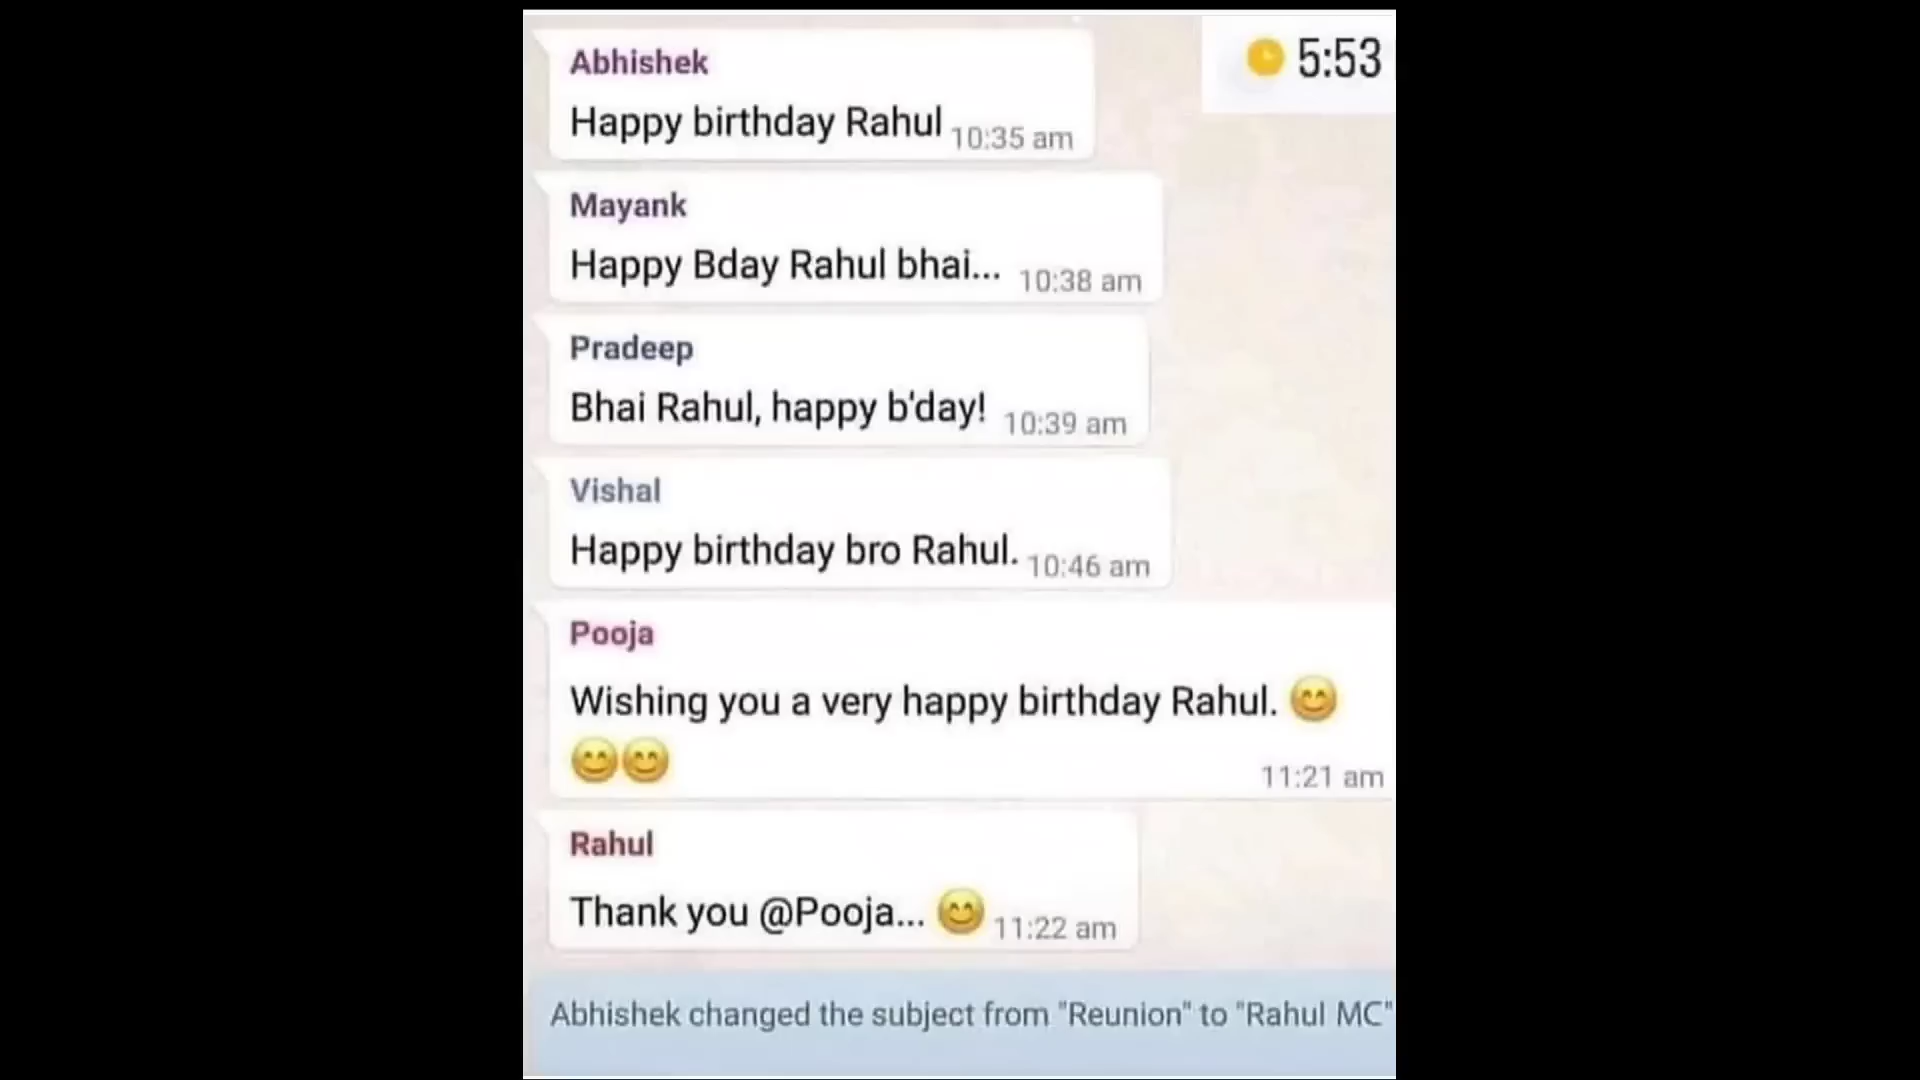 5:53
Abhishek
Happy birthday Rahul 10:35 am
Mayank
Happy Bday Rahul bhai... 10:38 am
Pradeep
Bhai Rahul, happy b'day! 10:39 am
Vishal
Happy birthday bro Rahul. 10:46 am
Pooja
Wishing you a very happy birthday Rahul. 😊
😊😊 11:21 am
Rahul
Thank you @Pooja... 😊 11:22 am
Abhishek changed the subject from "Reunion" to "Rahul MC"